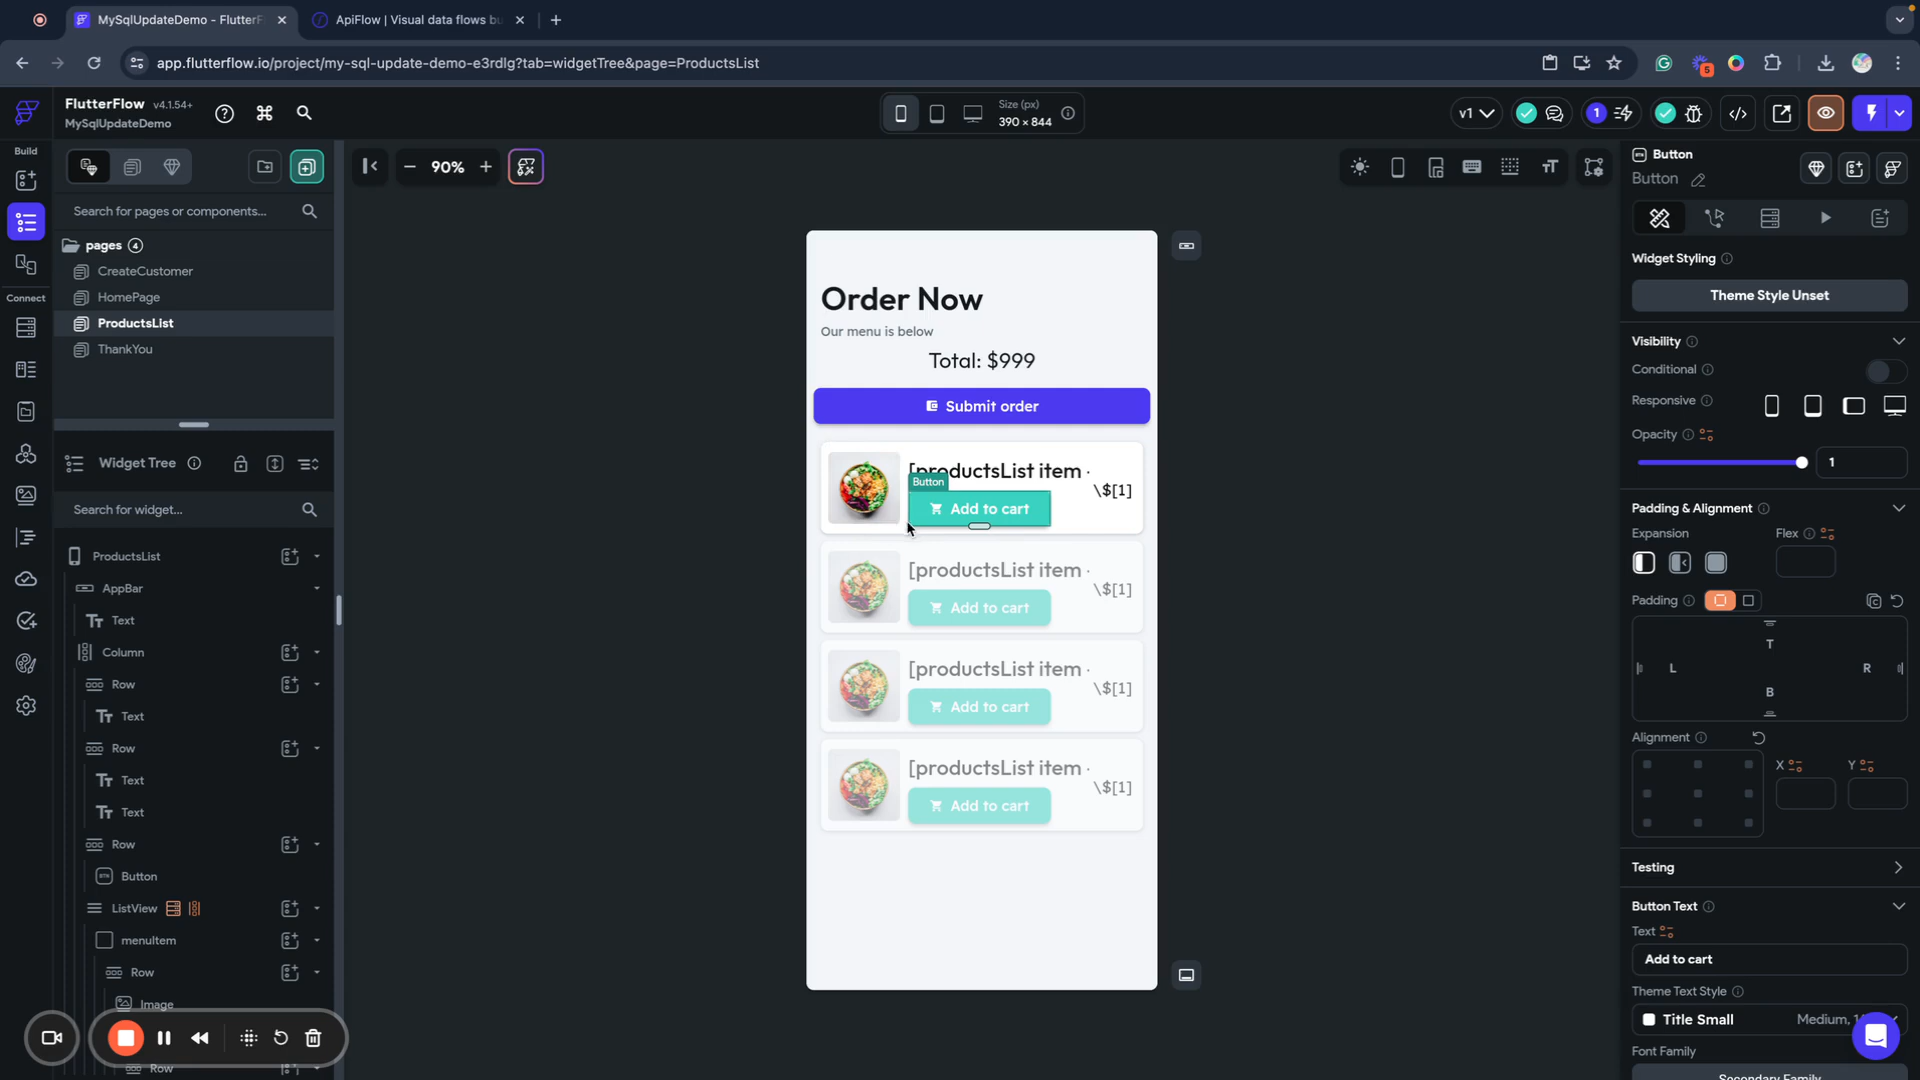 MySqlUpdateDemo - FlutterF
ApiFlow | Visual data flows bu
app.flutterflow.io/project/my-sql-update-demo-e3rdlg?tab=widgetTree&page=ProductsList
5
FlutterFlow v4.1.54+
MySqlUpdateDemo
Size (px)
390 × 844
v1
1
Build
90%
Button
Button
Search for pages or components...
pages 4
CreateCustomer
HomePage
Connect
ProductsList
ThankYou
Widget Styling
Theme Style Unset
Visibility
Conditional
Responsive
Opacity
1
Order Now
Our menu is below
Total: $999
Submit order
[productsList item ·
Button
Add to cart
\$[1]
[productsList item ·
Add to cart
\$[1]
[productsList item ·
Add to cart
\$[1]
[productsList item ·
Add to cart
\$[1]
Widget Tree
Search for widget...
ProductsList
AppBar
Text
Column
Row
Text
Row
Text
Text
Row
Button
ListView
menuItem
Row
Image
Row
Padding & Alignment
Expansion
Flex
Padding
T
L
R
B
Alignment
X
Y
Testing
Button Text
Text
Add to cart
Theme Text Style
Title Small
Medium, 1
Font Family
Secondary Family